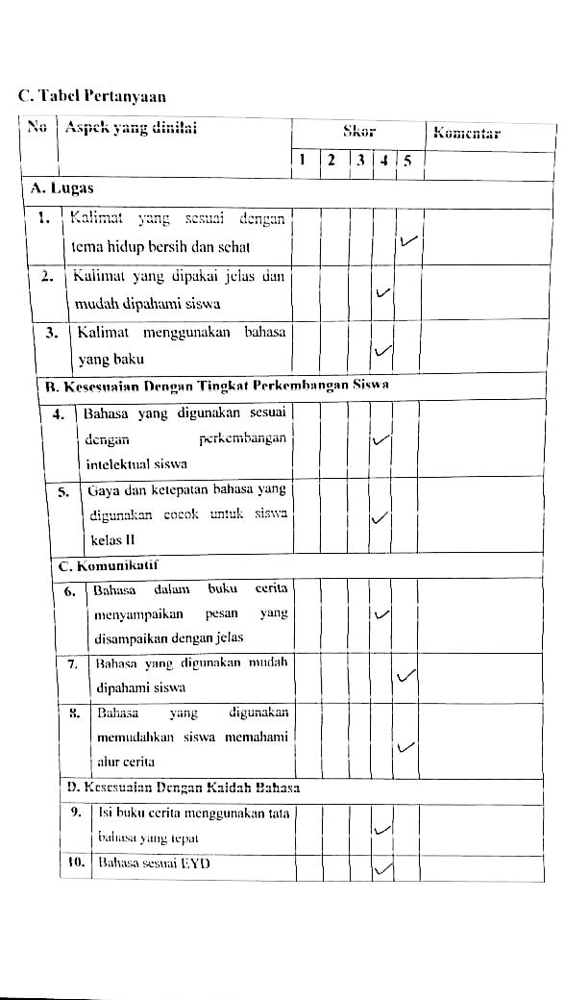 C. Tabel Pertanyaan
No Aspek yang dinilai Skor Komentar
1 2 3 4 5
A. Lugas
1. Kalimat yang sesuai dengan
tema hidup bersih dan sehat ✓
2. Kalimat yang dipakai jelas dan
mudah dipahami siswa ✓
3. Kalimat menggunakan bahasa
yang baku ✓
B. Kesesuaian Dengan Tingkat Perkembangan Siswa
4. Bahasa yang digunakan sesuai
dengan perkembangan ✓
intelektual siswa
5. Gaya dan ketepatan bahasa yang
digunakan cocok untuk siswa ✓
kelas II
C. Komunikatif
6. Bahasa dalam buku cerita
menyampaikan pesan yang ✓
disampaikan dengan jelas
7. Bahasa yang digunakan mudah
dipahami siswa ✓
8. Bahasa yang digunakan
memudahkan siswa memahami ✓
alur cerita
D. Kesesuaian Dengan Kaidah Bahasa
9. Isi buku cerita menggunakan tata
bahasa yang tepat ✓
10. Bahasa sesuai EYD ✓